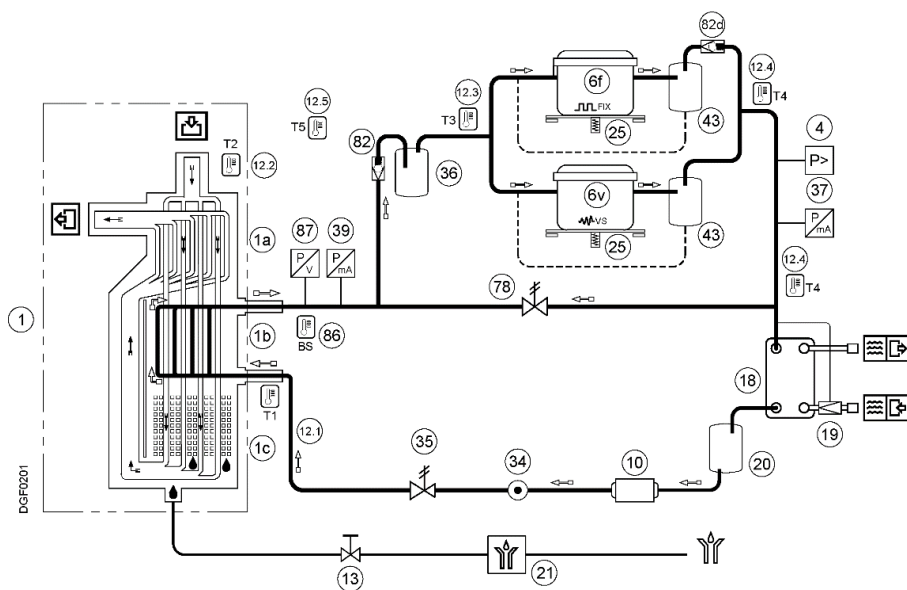 82d
12.4
T4
6f
FIX
12.3
T3
12.5
T5
25
43
4
P>
82
T2
12.2
36
6v
VS
37
P
mA
87
39
1a
P
V
P
mA
25
43
78
12.4
T4
1
1b
BS
86
18
T1
12.1
35
34
10
20
19
1c
DGF0201
13
21